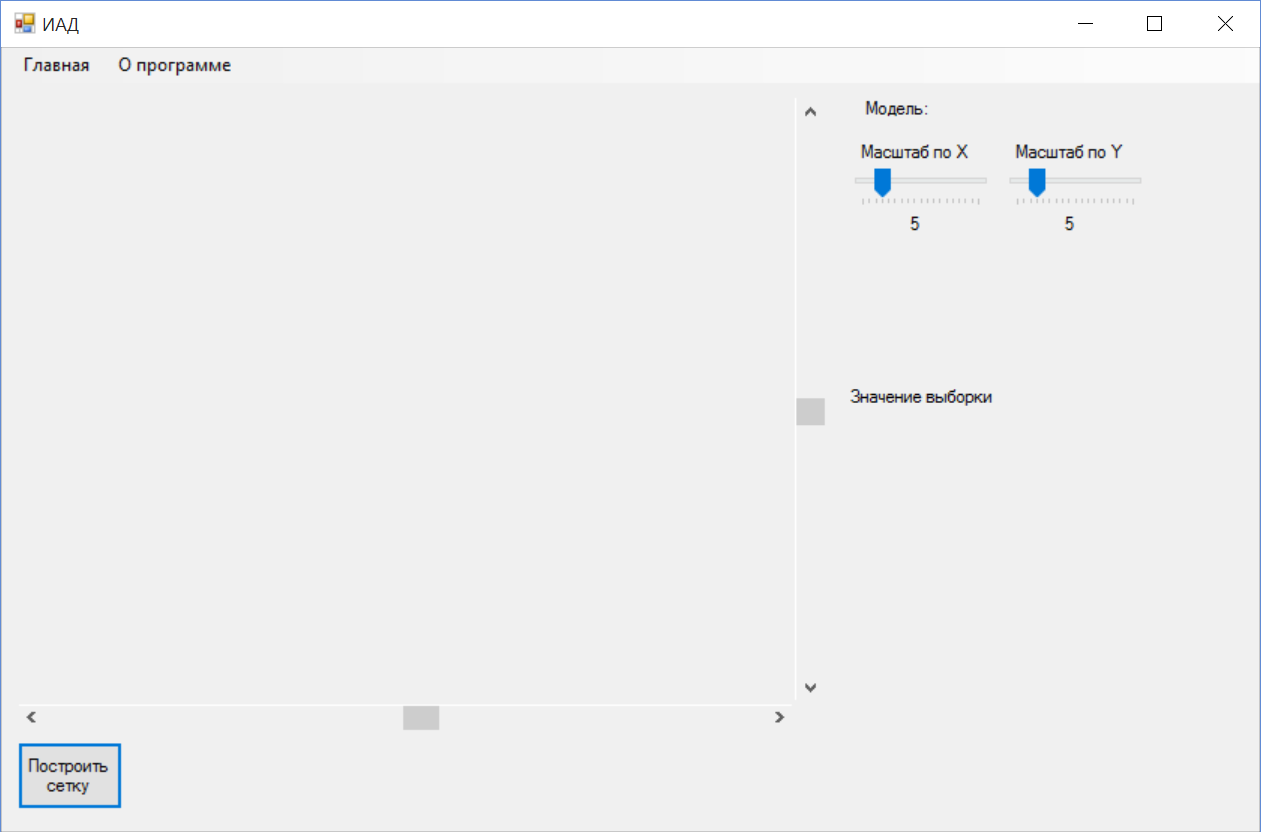 ИАД
Главная О программе
Модель:
Масштаб по X Масштаб по Y
5 5
Значение выборки
Построить
сетку